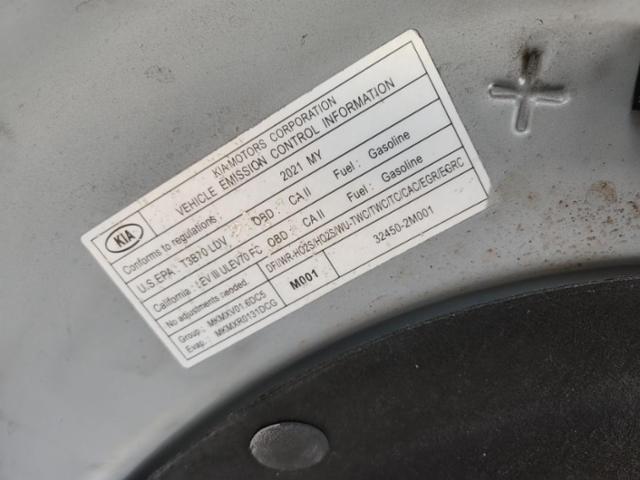 KIA MOTORS CORPORATION
VEHICLE EMISSION CONTROL INFORMATION
KIA
Conforms to regulations : 2021 MY
U.S.EPA : T3B70 LDV OBD : CA II Fuel : Gasoline
California : LEV III ULEV70 PC OBD : CA II Fuel : Gasoline
No adjustments needed. DFI/WR-HO2S/HO2S/WU-TWC/TWC/TC/CAC/EGR/EGRC
Group : MKMXV01.6DC5 M001 32450-2M001
Evap : MKMXR0131DCG